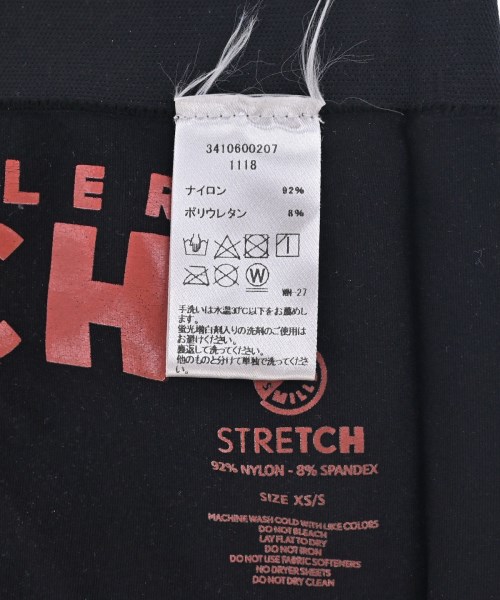 3410600207
1118
ナイロン 92%
ポリウレタン 8%
W
WH-27
手洗いは水温30℃以下をお薦めし
ます。
蛍光増白剤入りの洗剤のご使用は
お避けください。
裏返して洗ってください。
他のものと分けて単独で洗ってください。
LER
CH
SMILL
STRETCH
92% NYLON - 8% SPANDEX
SIZE XS/S
MACHINE WASH COLD WITH LIKE COLORS
DO NOT BLEACH
LAY FLAT TO DRY
DO NOT IRON
DO NOT USE FABRIC SOFTENERS
NO DRYER SHEETS
DO NOT DRY CLEAN